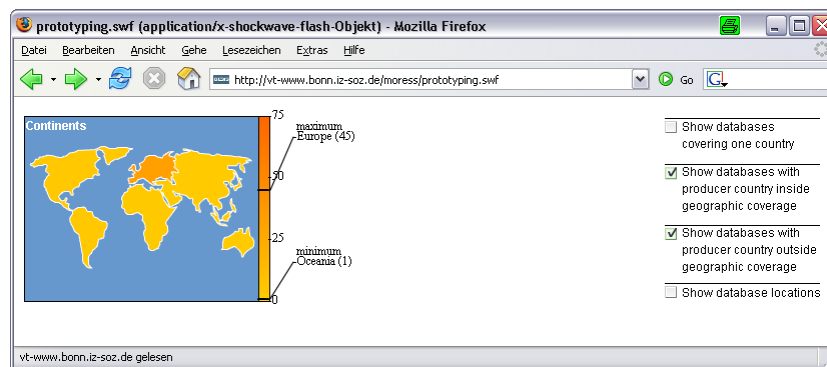 prototyping.swf (application/x-shockwave-flash-Objekt) - Mozilla Firefox
Datei Bearbeiten Ansicht Gehe Lesezeichen Extras Hilfe
http://vt-www.bonn.iz-soz.de/moress/prototyping.swf Go G
Continents
75
50
25
0
maximum
Europe (45)
minimum
Oceania (1)
Show databases
covering one country
Show databases with
producer country inside
geographic coverage
Show databases with
producer country outside
geographic coverage
Show database locations
vt-www.bonn.iz-soz.de gelesen